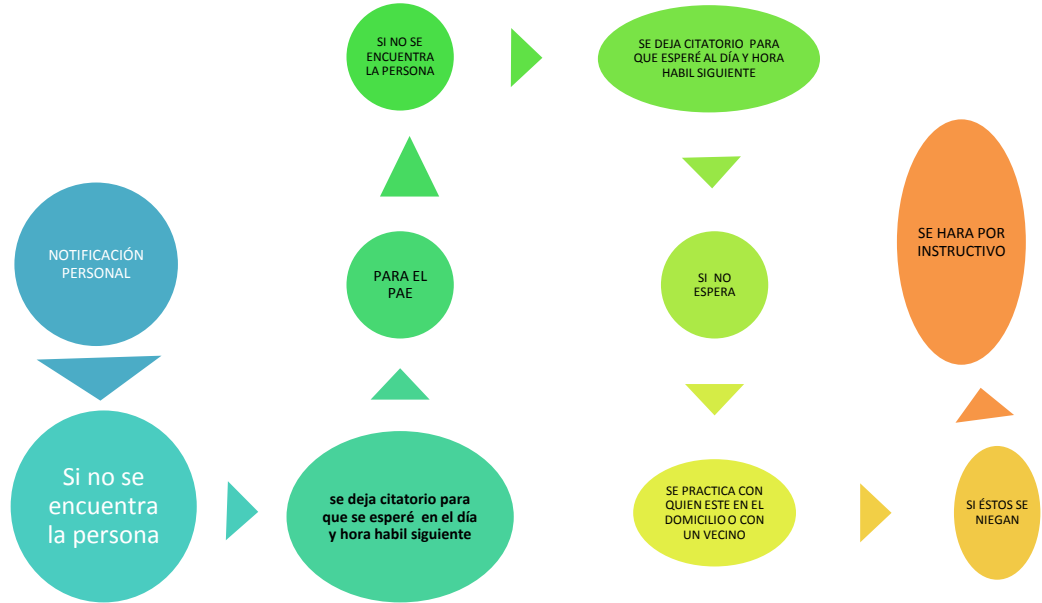 NOTIFICACIÓN
PERSONAL
Si no se
encuentra
la persona
se deja citatorio para
que se esperé en el día
y hora habil siguiente
PARA EL
PAE
SI NO SE
ENCUENTRA
LA PERSONA
SE DEJA CITATORIO PARA
QUE ESPERÉ AL DÍA Y HORA
HABIL SIGUIENTE
SI NO
ESPERA
SE PRACTICA CON
QUIEN ESTE EN EL
DOMICILIO O CON
UN VECINO
SI ÉSTOS SE
NIEGAN
SE HARA POR
INSTRUCTIVO